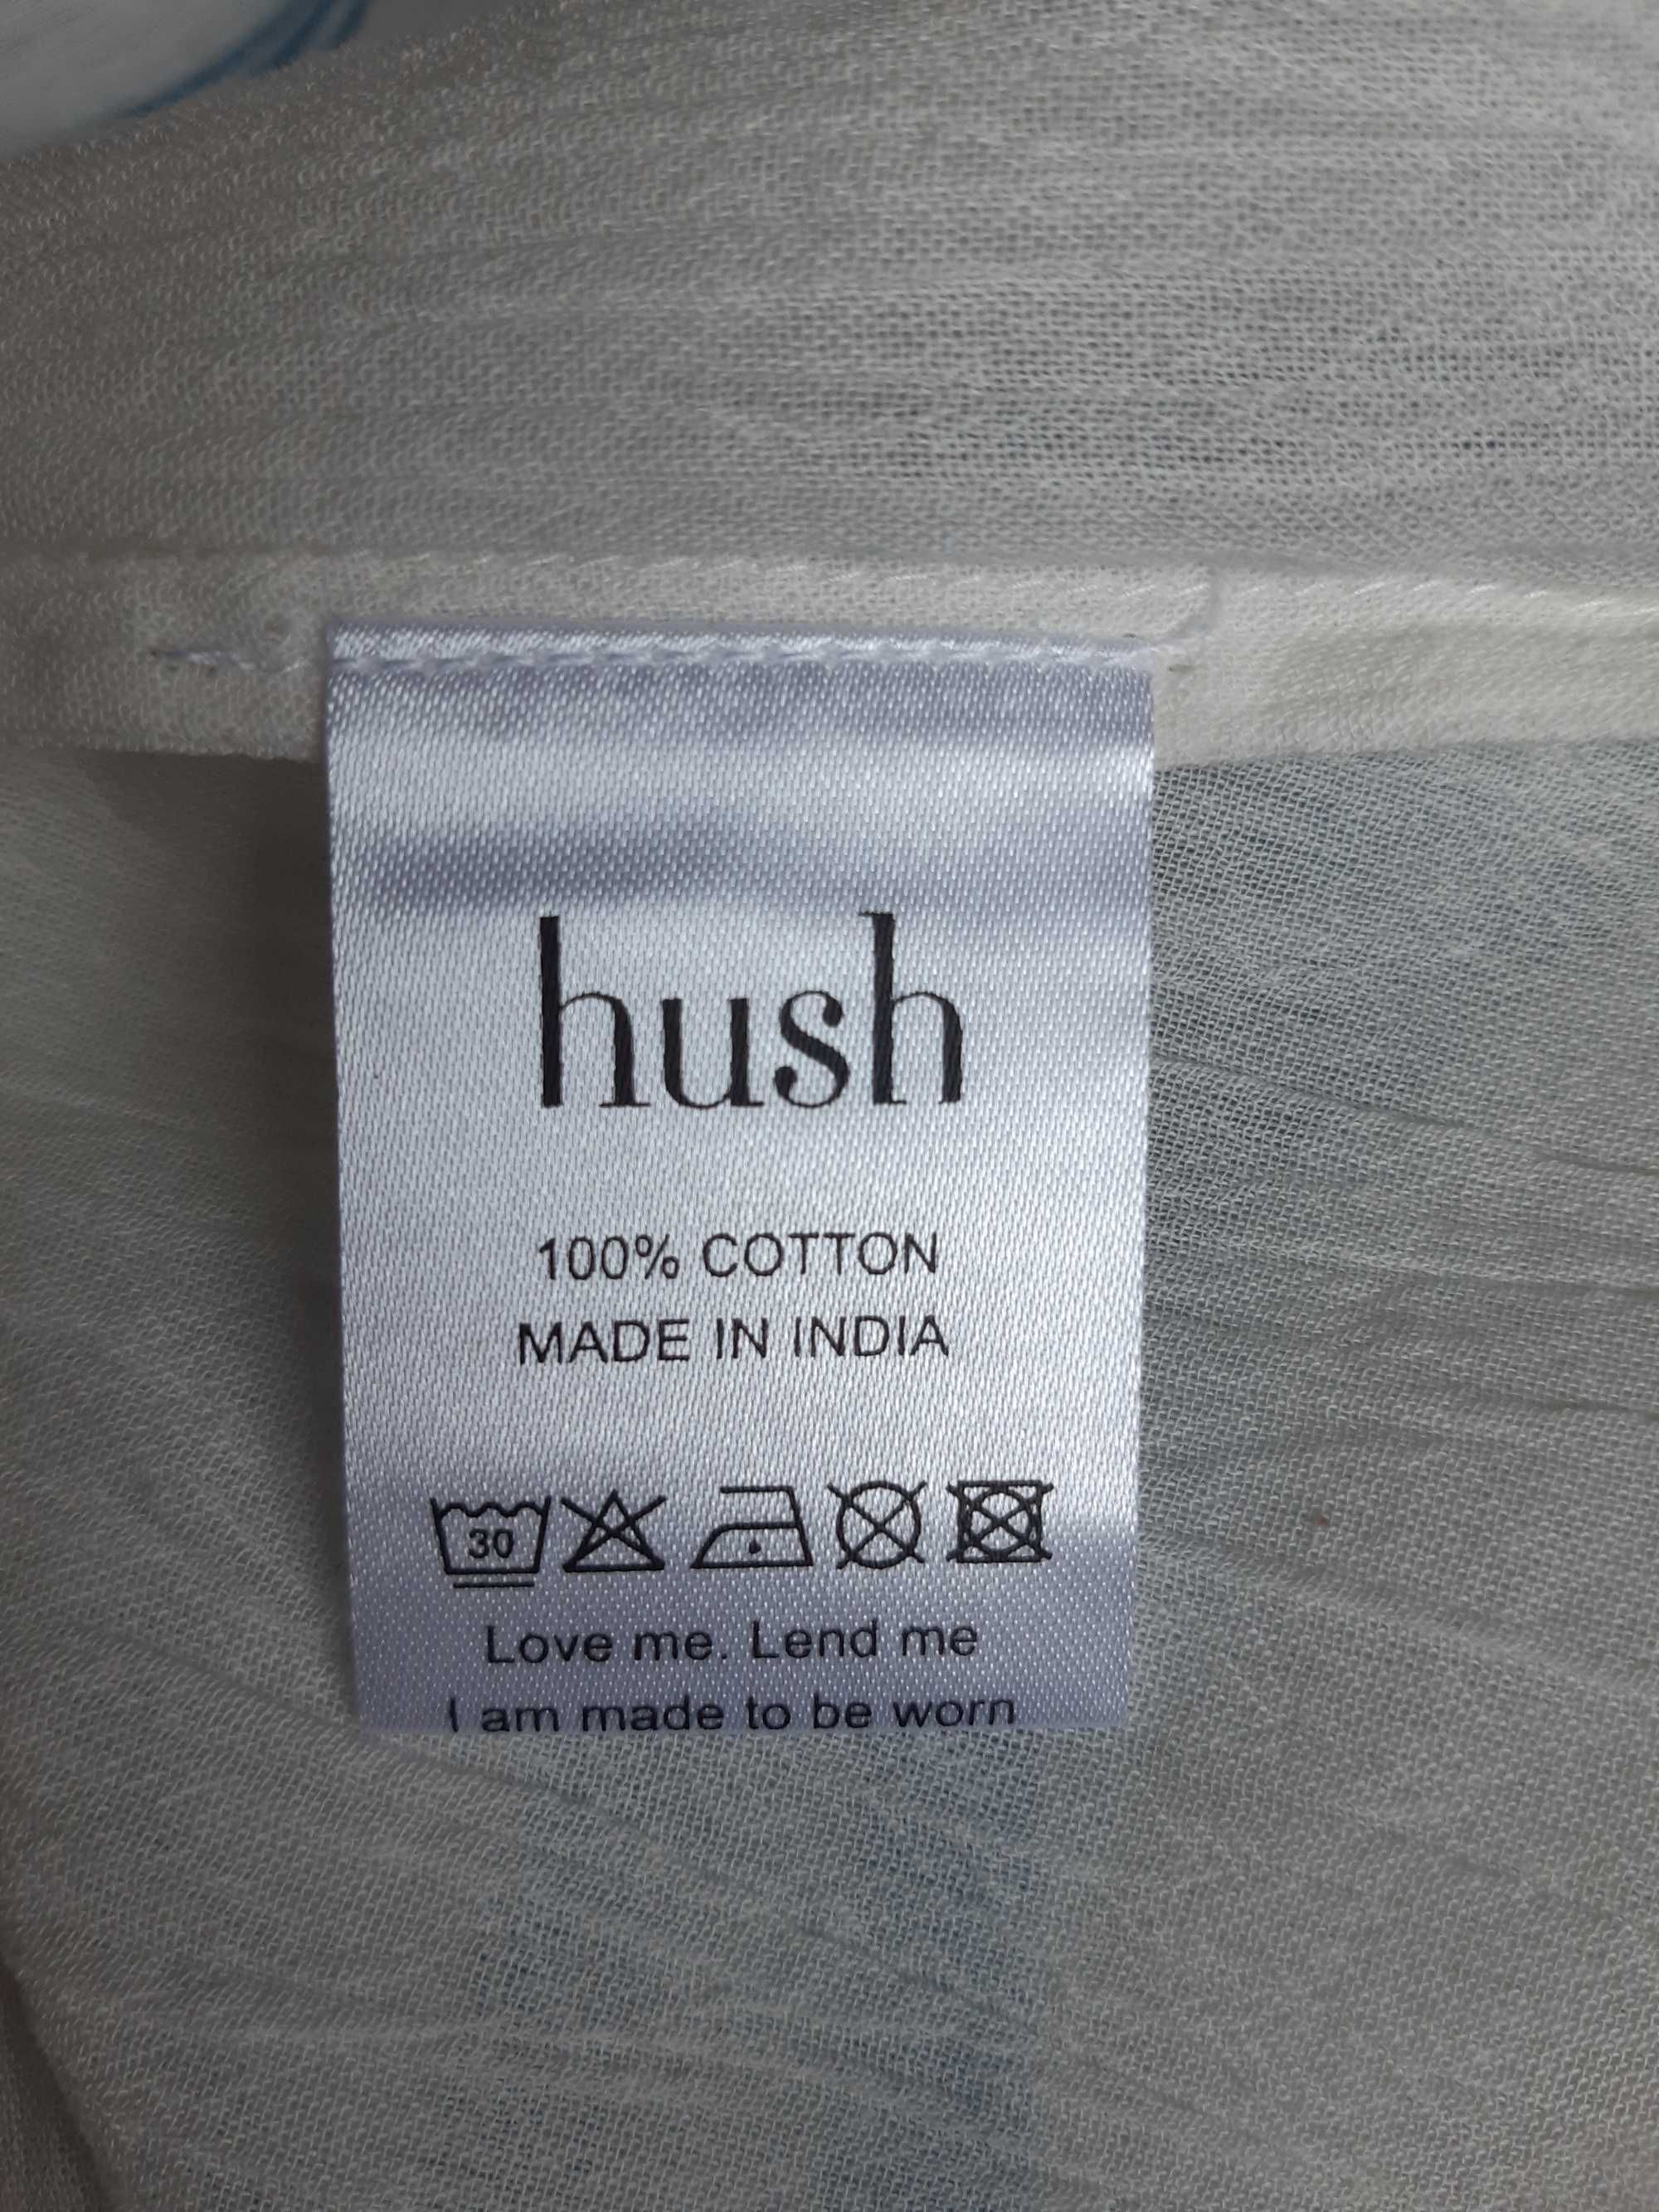 hush
100% COTTON
MADE IN INDIA
30
Love me. Lend me
I am made to be worn